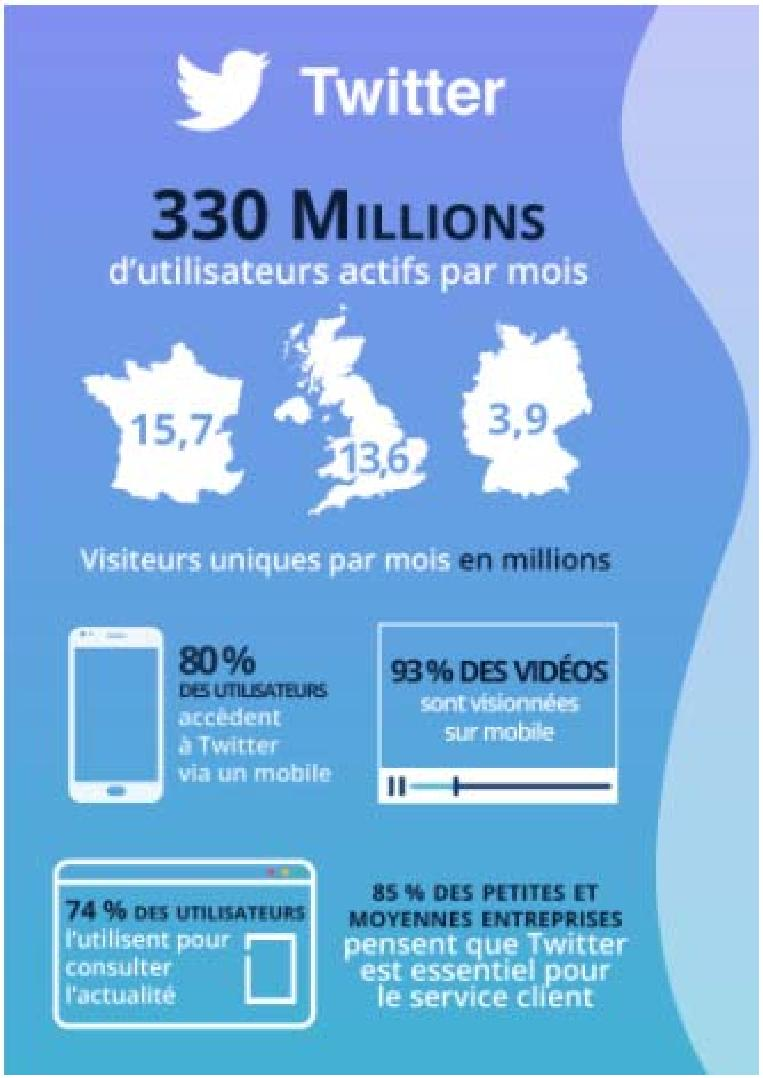 Twitter
330 MILLIONS
d'utilisateurs actifs par mois
15,7
13,6
3,9
Visiteurs uniques par mois en millions
80 %
DES UTILISATEURS
accèdent
à Twitter
via un mobile
93 % DES VIDÉOS
sont visionnées
sur mobile
74 % DES UTILISATEURS
l'utilisent pour
consulter
l'actualité
85 % DES PETITES ET
MOYENNES ENTREPRISES
pensent que Twitter
est essentiel pour
le service client